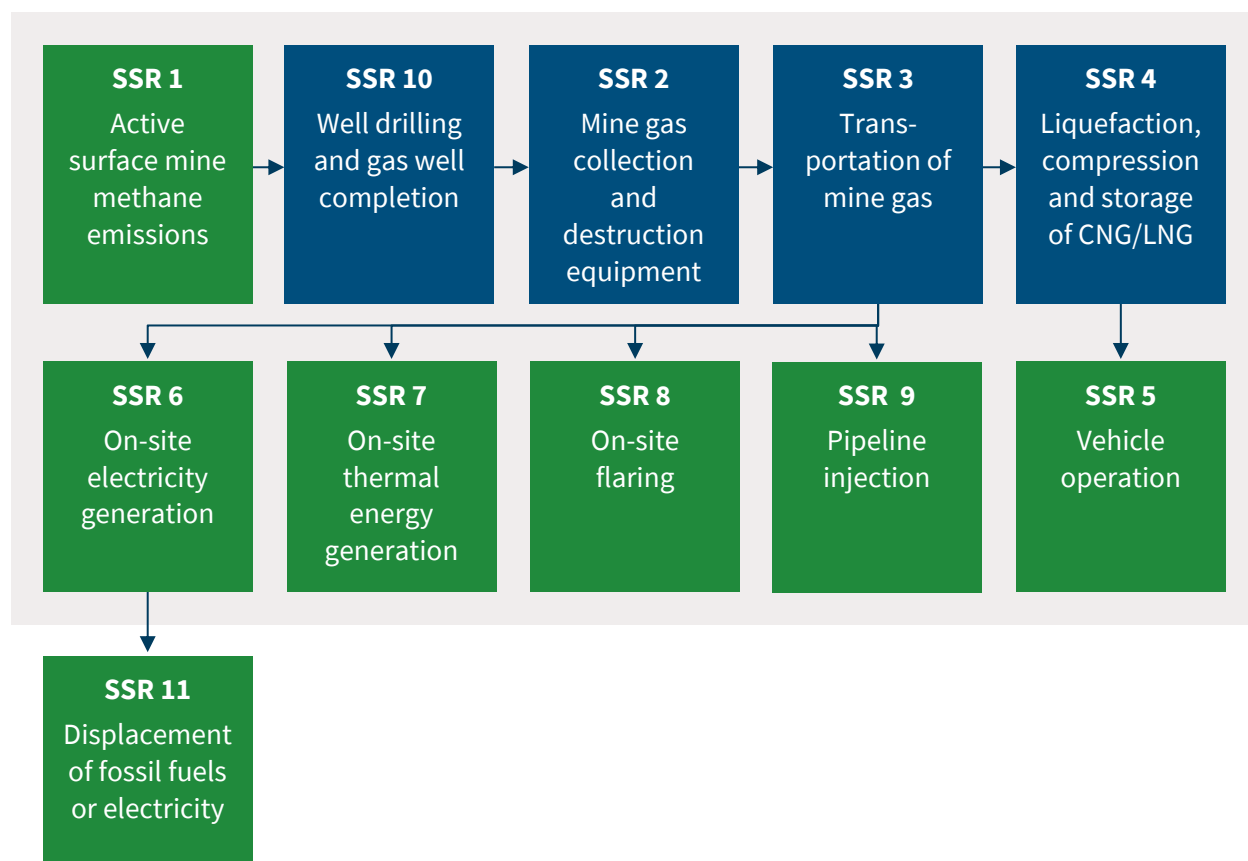 SSR 1
Active
surface mine
methane
emissions
SSR 10
Well drilling
and gas well
completion
SSR 2
Mine gas
collection
and
destruction
equipment
SSR 3
Trans-
portation of
mine gas
SSR 4
Liquefaction,
compression
and storage
of CNG/LNG
SSR 6
On-site
electricity
generation
SSR 7
On-site
thermal
energy
generation
SSR 8
On-site
flaring
SSR 9
Pipeline
injection
SSR 5
Vehicle
operation
SSR 11
Displacement
of fossil fuels
or electricity